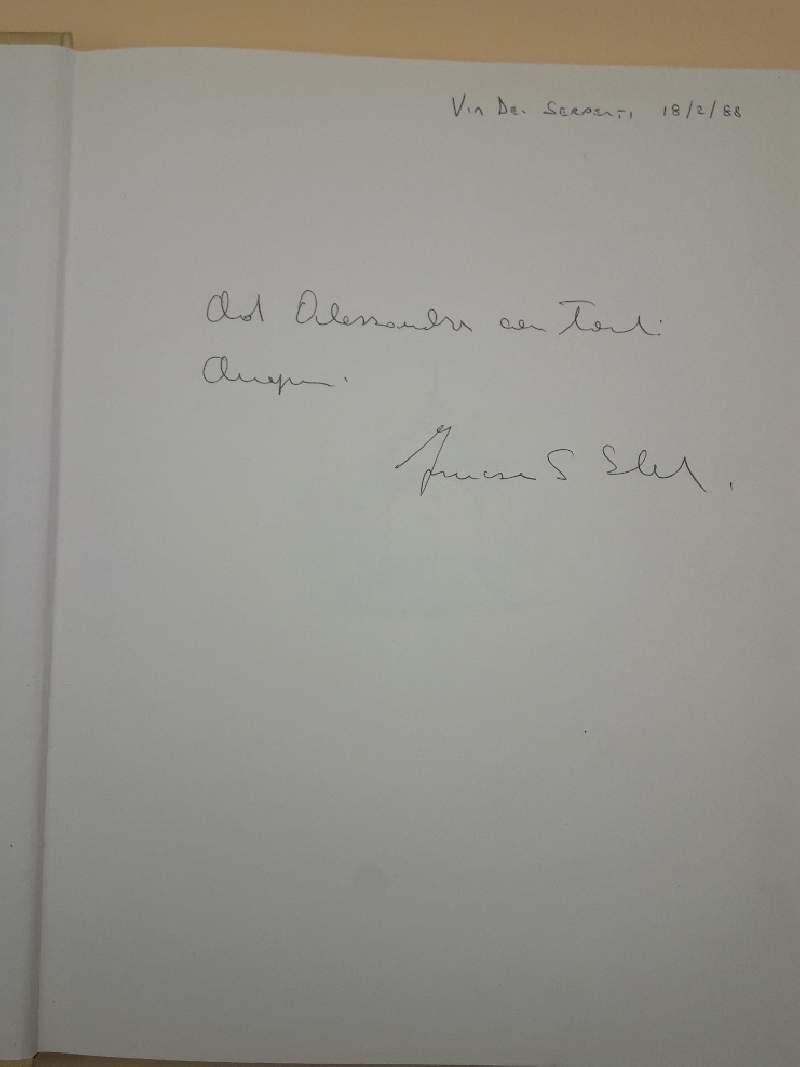 Via Dei Serpenti 18/2/88
Ad Alessandra con Tanti
Auguri.